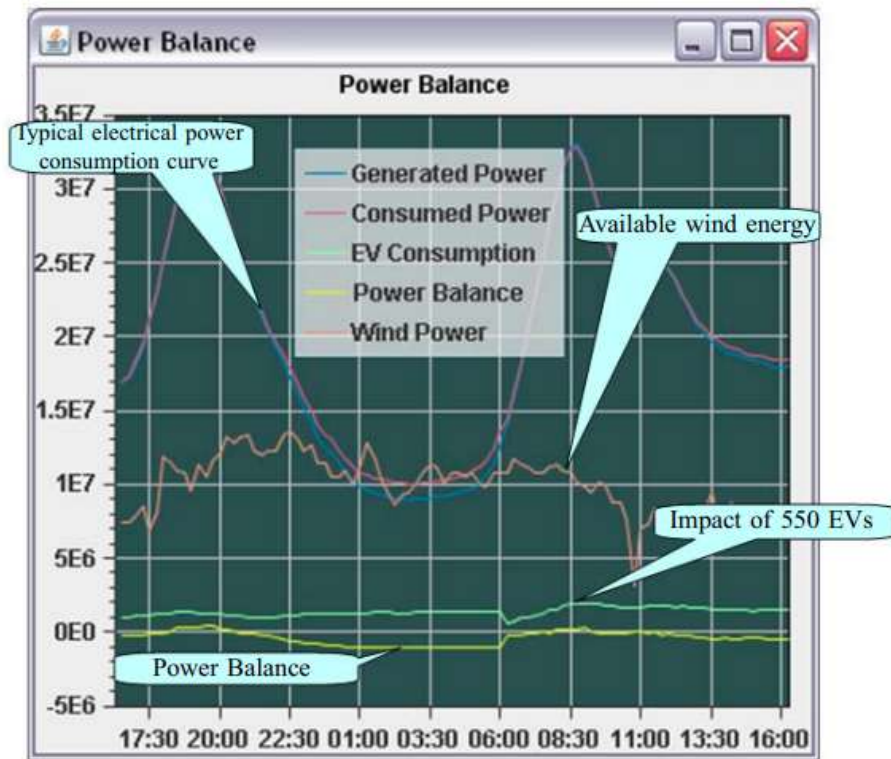 Power Balance
Power Balance
3.5E7
Typical electrical power
consumption curve
3E7
2.5E7
2E7
1.5E7
1E7
5E6
0E0
-5E6
Generated Power
Consumed Power
EV Consumption
Power Balance
Wind Power
Available wind energy
Impact of 550 EVs
Power Balance
17:30 20:00 22:30 01:00 03:30 06:00 08:30 11:00 13:30 16:00